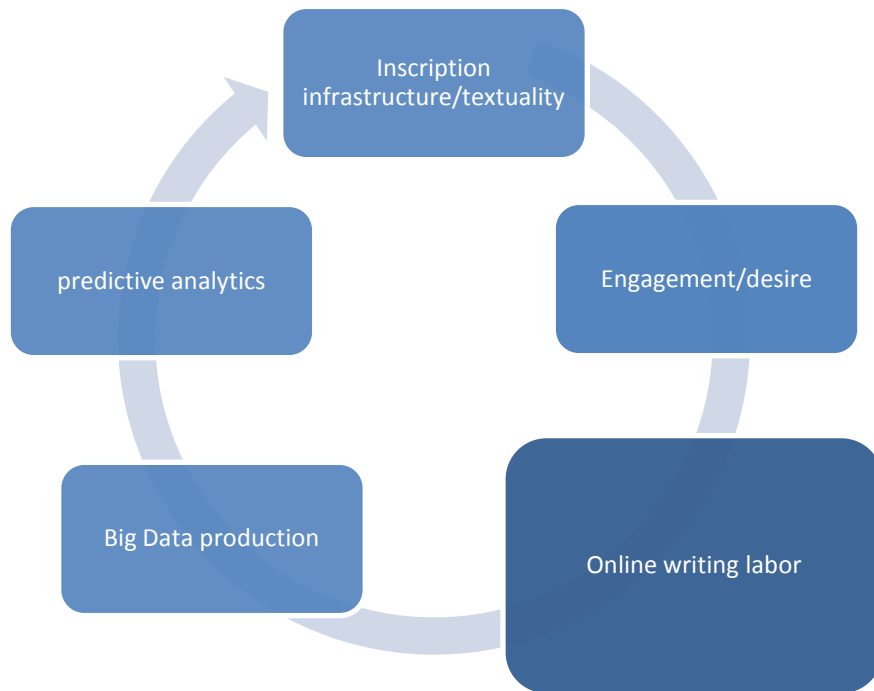 Inscription
infrastructure/textuality
Engagement/desire
Online writing labor
Big Data production
predictive analytics